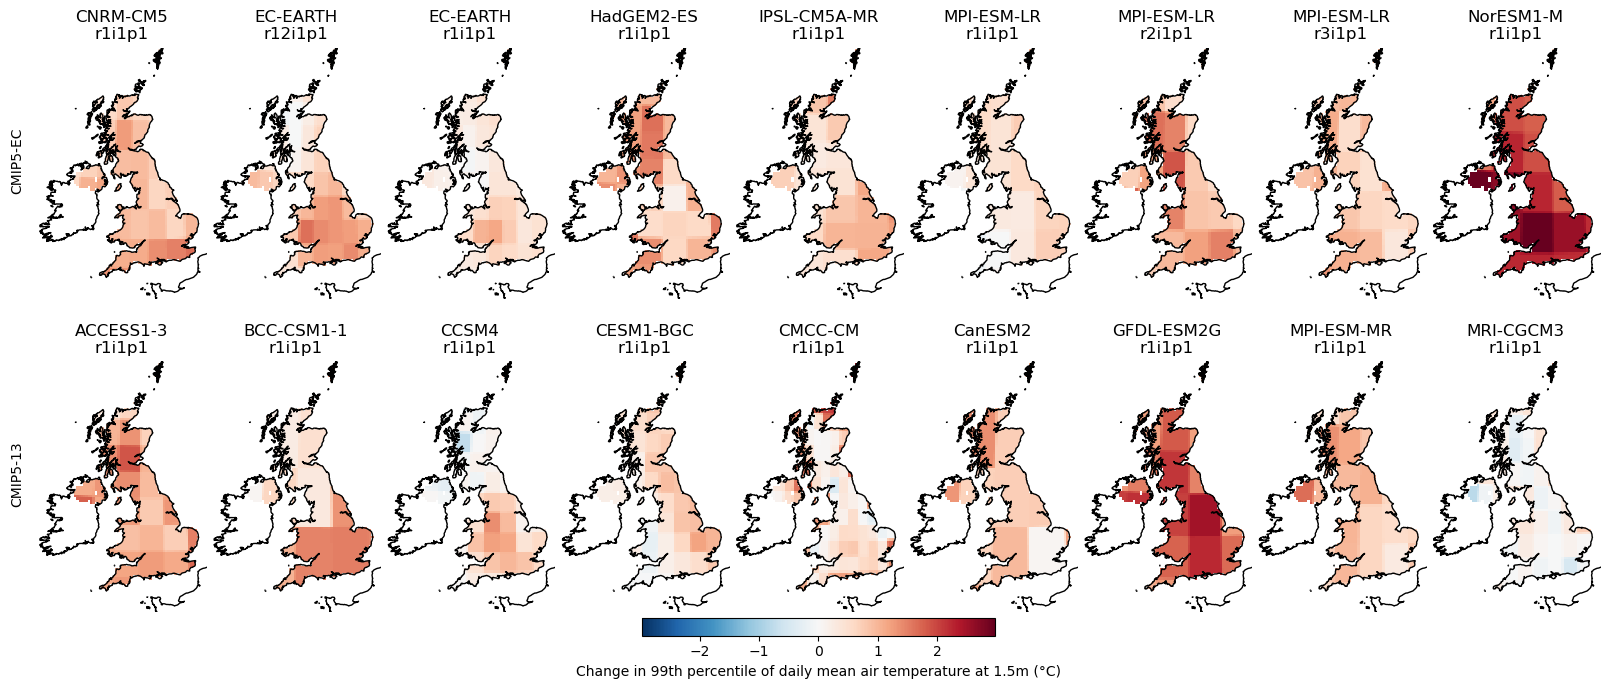 CNRM-CM5
r1i1p1
EC-EARTH
r12i1p1
EC-EARTH
r1i1p1
HadGEM2-ES
r1i1p1
IPSL-CM5A-MR
r1i1p1
MPI-ESM-LR
r1i1p1
MPI-ESM-LR
r2i1p1
MPI-ESM-LR
r3i1p1
NorESM1-M
r1i1p1
CMIP5-EC
ACCESS1-3
r1i1p1
BCC-CSM1-1
r1i1p1
CCSM4
r1i1p1
CESM1-BGC
r1i1p1
CMCC-CM
r1i1p1
CanESM2
r1i1p1
GFDL-ESM2G
r1i1p1
MPI-ESM-MR
r1i1p1
MRI-CGCM3
r1i1p1
CMIP5-13
−2 −1 0 1 2
Change in 99th percentile of daily mean air temperature at 1.5m (°C)